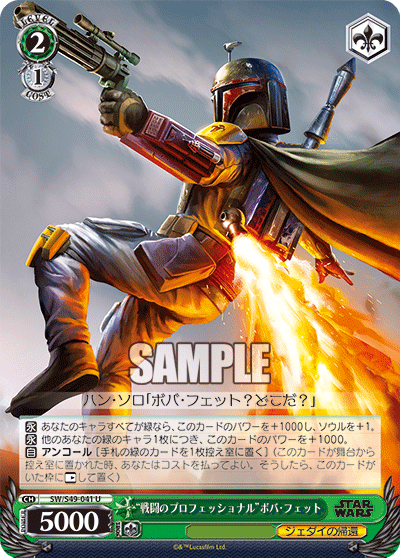 LEVEL
2
1
COST
SAMPLE
ハン・ソロ「ボバ・フェット？どこだ？」
永 あなたのキャラすべてが緑なら、このカードのパワーを+1000し、ソウルを+1。
永 他のあなたの緑のキャラ1枚につき、このカードのパワーを+500。
自 アンコール ［手札の緑のキャラを1枚控え室に置く］（このカードが舞台から
控え室に置かれた時、あなたはコストを払ってよい。そうしたら、このカードが
いた枠に して置く）
CH SW/S49-041 U
POWER
5000
“戦闘のプロフェッショナル”ボバ・フェット
STAR WARS
ジェダイの帰還
©&™Lucasfilm Ltd.